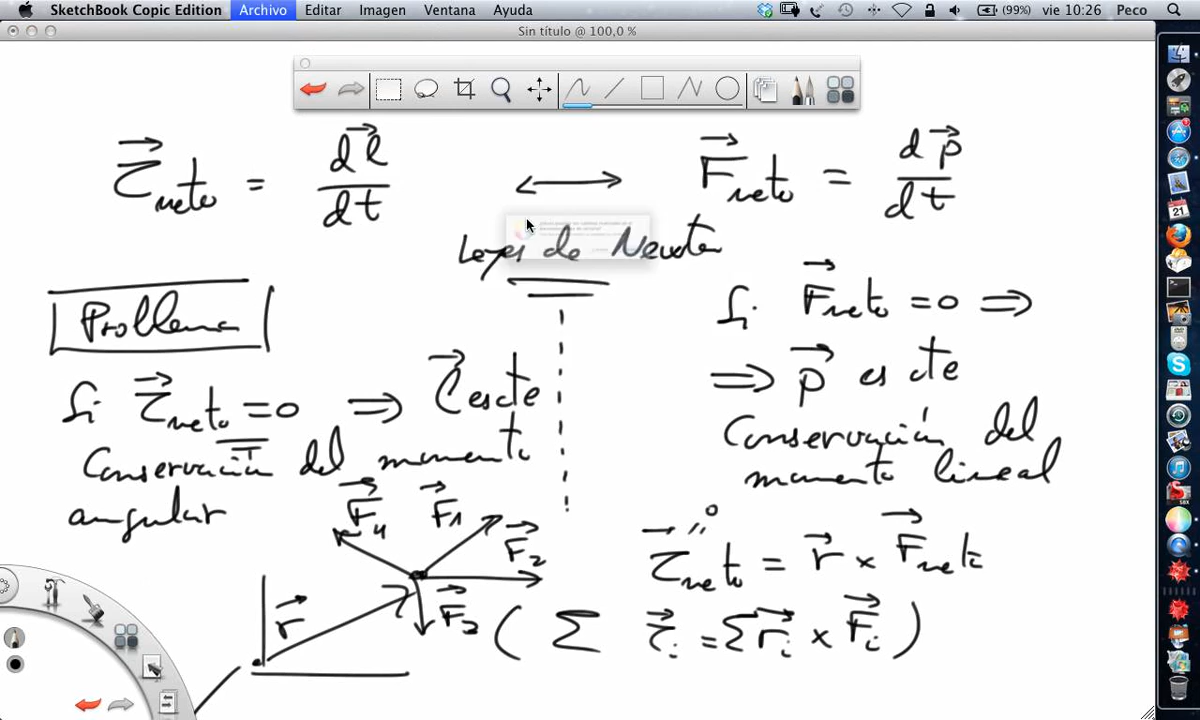 SketchBook Copic Edition Archivo Editar Imagen Ventana Ayuda (99%) vie 10:26 Peco
Sin título @ 100,0 %
τ⃗neto = dl⃗/dt ⟷ F⃗neto = dp⃗/dt
Leyes de Newton
Problema
Si F⃗neto = 0 ⇒
⇒ p⃗ es cte
Si τ⃗neto = 0 ⇒ l⃗ es cte
Conservación del momento lineal
Conservación del momento
angular
F⃗4 F⃗1 F⃗2
F⃗3
r⃗
τ⃗neto = r⃗ × F⃗neto
0
( Σ τ⃗i = Σ r⃗i × F⃗i )
21